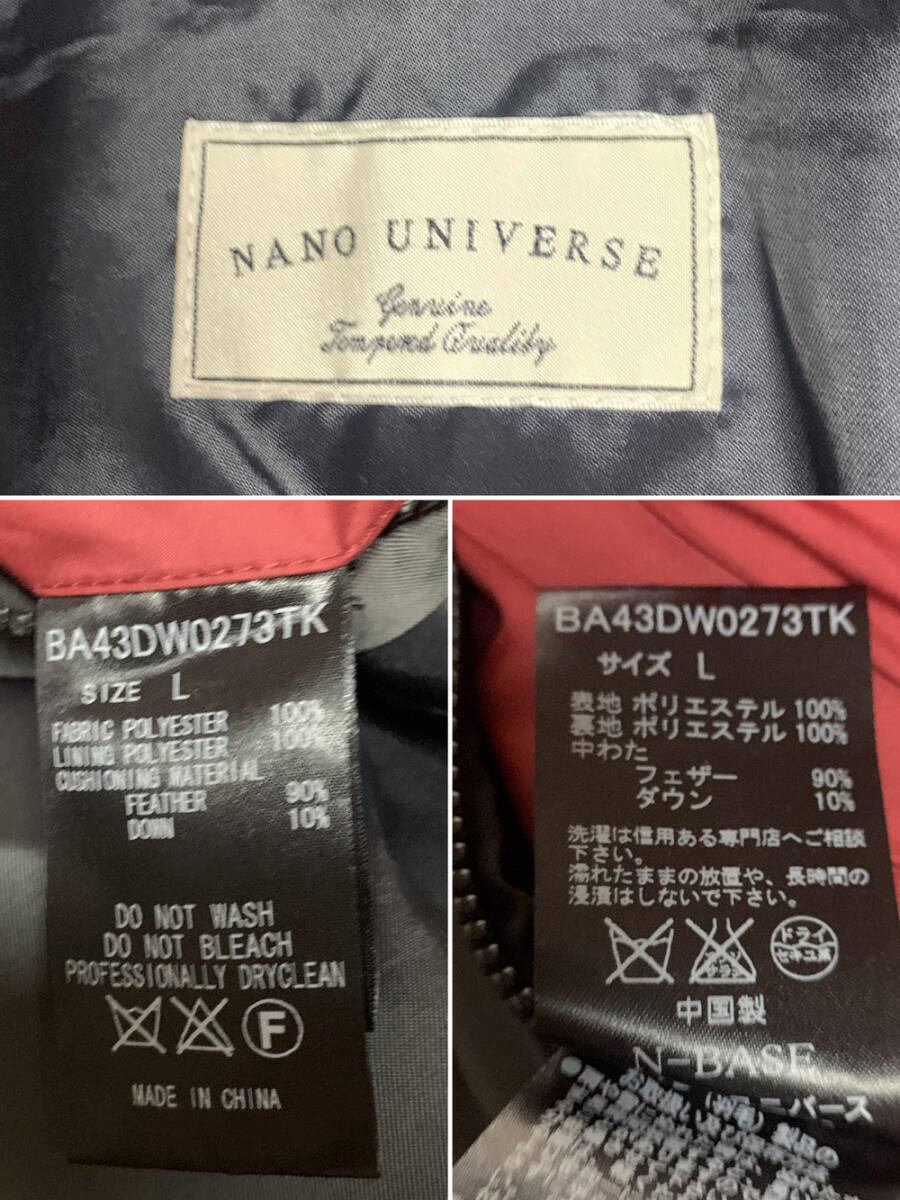 NANO UNIVERSE
Genuine
Tempered Quality
BA43DW0273TK
SIZE L
FABRIC POLYESTER 100%
LINING POLYESTER 100%
CUSHIONING MATERIAL
FEATHER 90%
DOWN 10%
DO NOT WASH
DO NOT BLEACH
PROFESSIONALLY DRYCLEAN
F
MADE IN CHINA
BA43DW0273TK
サイズ L
表地 ポリエステル 100%
裏地 ポリエステル 100%
中わた
フェザー 90%
ダウン 10%
洗濯は信用ある専門店へご相談
下さい。
濡れたままの放置や、長時間の
浸漬はしないで下さい。
エンソ
サラシ
ドライ
セキユ系
中国製
N-BASE